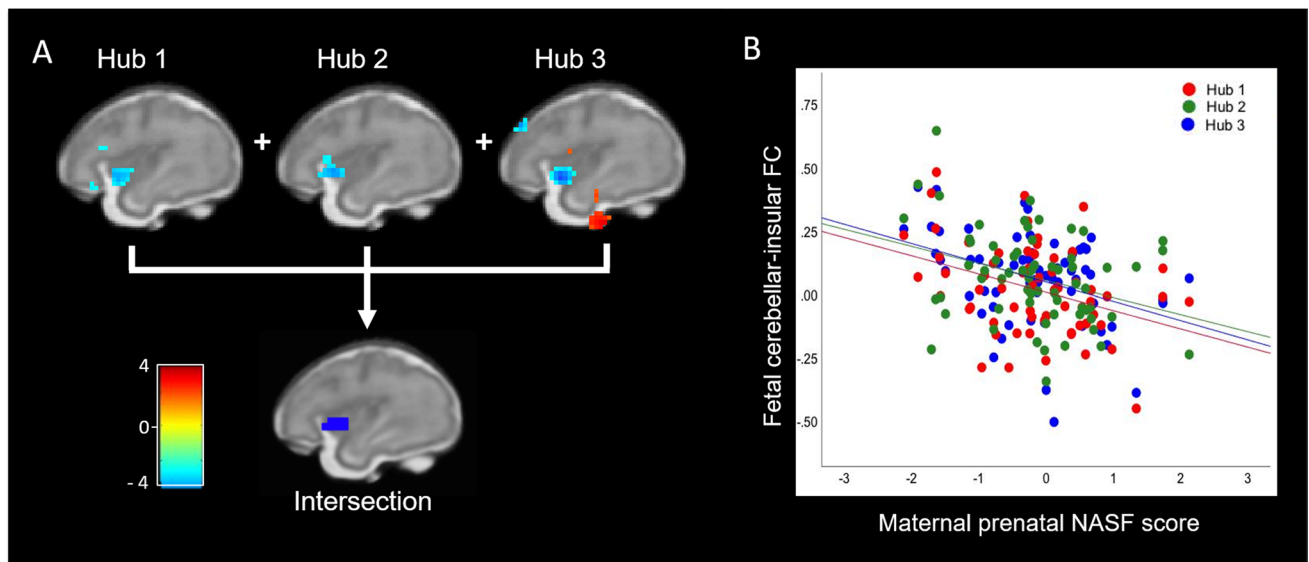 A
Hub 1
Hub 2
Hub 3
+
+
4
0
- 4
Intersection
B
Hub 1
Hub 2
Hub 3
.75
.50
.25
.00
-.25
-.50
Fetal cerebellar-insular FC
-3
-2
-1
0
1
2
3
Maternal prenatal NASF score